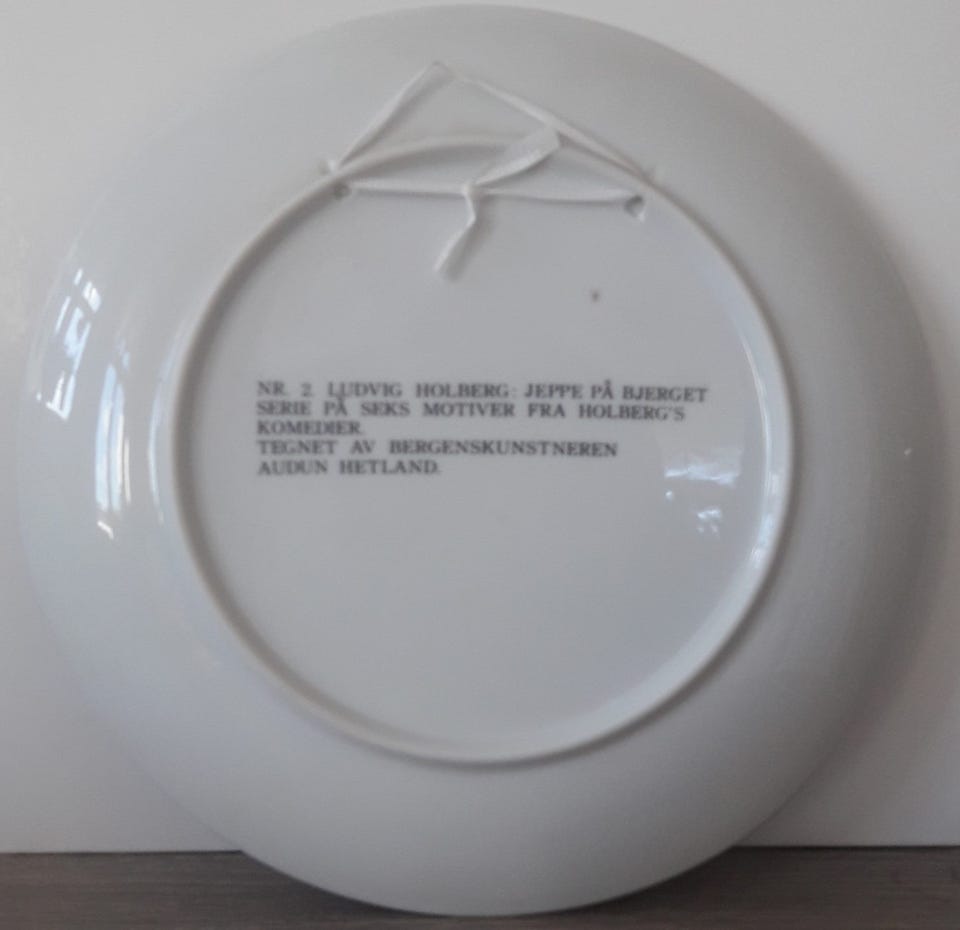 NR. 2. LUDVIG HOLBERG: JEPPE PÅ BJERGET
SERIE PÅ SEKS MOTIVER FRA HOLBERG'S
KOMEDIER.
TEGNET AV BERGENSKUNSTNEREN
AUDUN HETLAND.